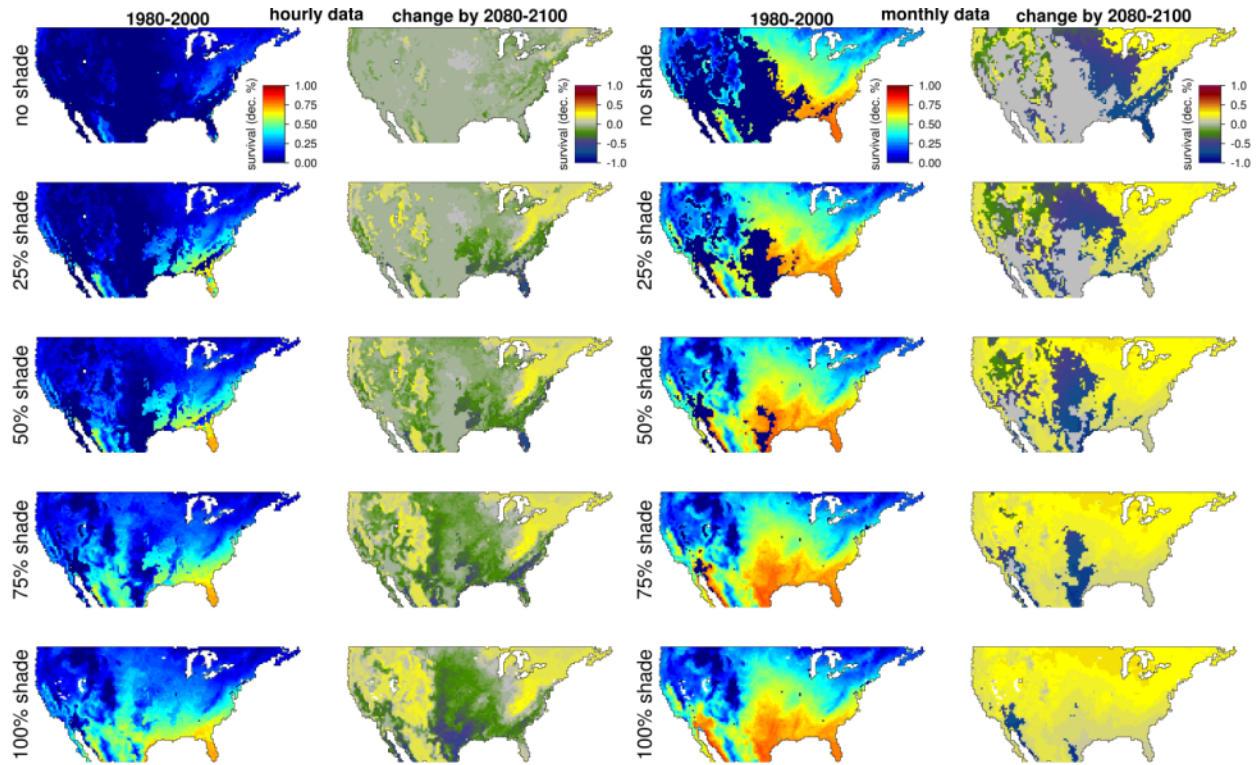 hourly data
monthly data
1980-2000
change by 2080-2100
1980-2000
change by 2080-2100
no shade
survival (dec. %)
1.00
0.75
0.50
0.25
0.00
survival (dec. %)
1.0
0.5
0.0
-0.5
-1.0
no shade
survival (dec. %)
1.00
0.75
0.50
0.25
0.00
survival (dec. %)
1.0
0.5
0.0
-0.5
-1.0
25% shade
25% shade
50% shade
50% shade
75% shade
75% shade
100% shade
100% shade